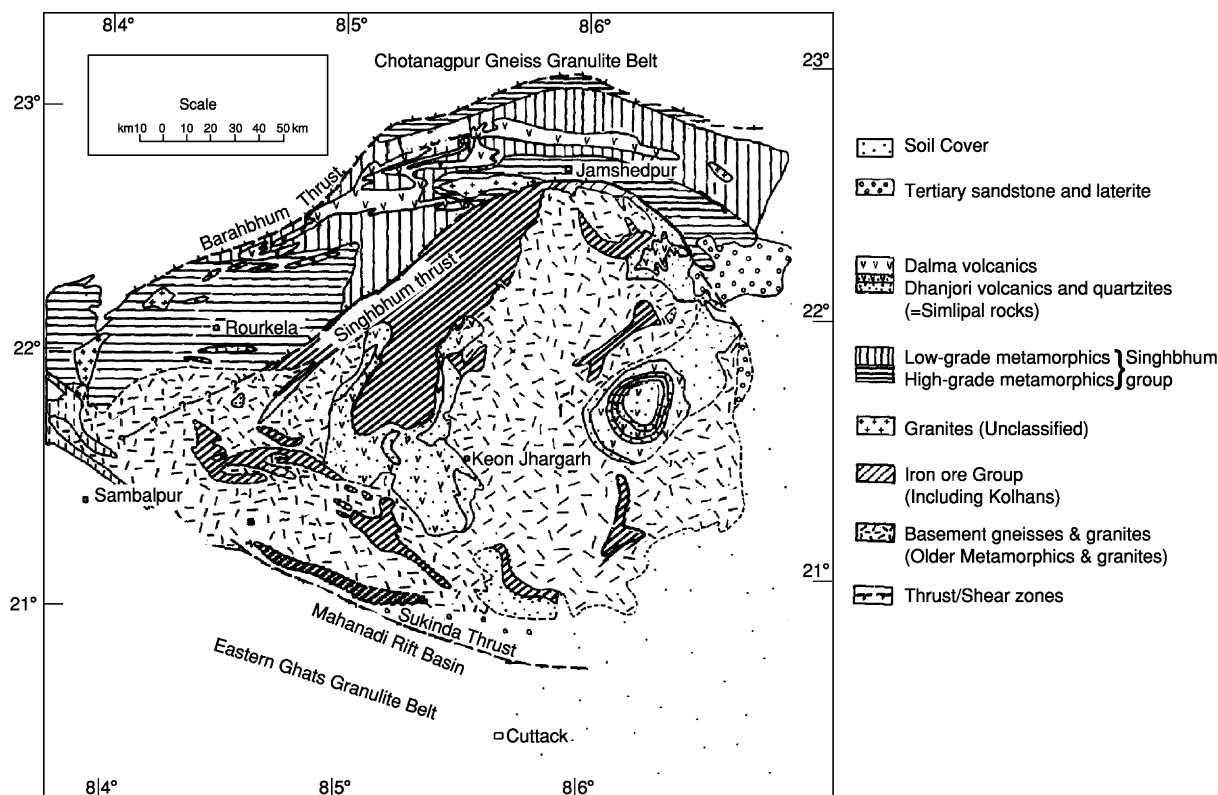 8|4° 8|5° 8|6°
Chotanagpur Gneiss Granulite Belt
23° 23°
Scale
km10 0 10 20 30 40 50 km
Jamshedpur
Barahbhum Thrust
Singhbhum thrust
Rourkela
22° 22°
Keon Jhargarh
Sambalpur
21° 21°
Sukinda Thrust
Mahanadi Rift Basin
Eastern Ghats Granulite Belt
Cuttack
8|4° 8|5° 8|6°
Soil Cover
Tertiary sandstone and laterite
Dalma volcanics
Dhanjori volcanics and quartzites
(=Simlipal rocks)
Low-grade metamorphics } Singhbhum
High-grade metamorphics group
Granites (Unclassified)
Iron ore Group
(Including Kolhans)
Basement gneisses & granites
(Older Metamorphics & granites)
Thrust/Shear zones